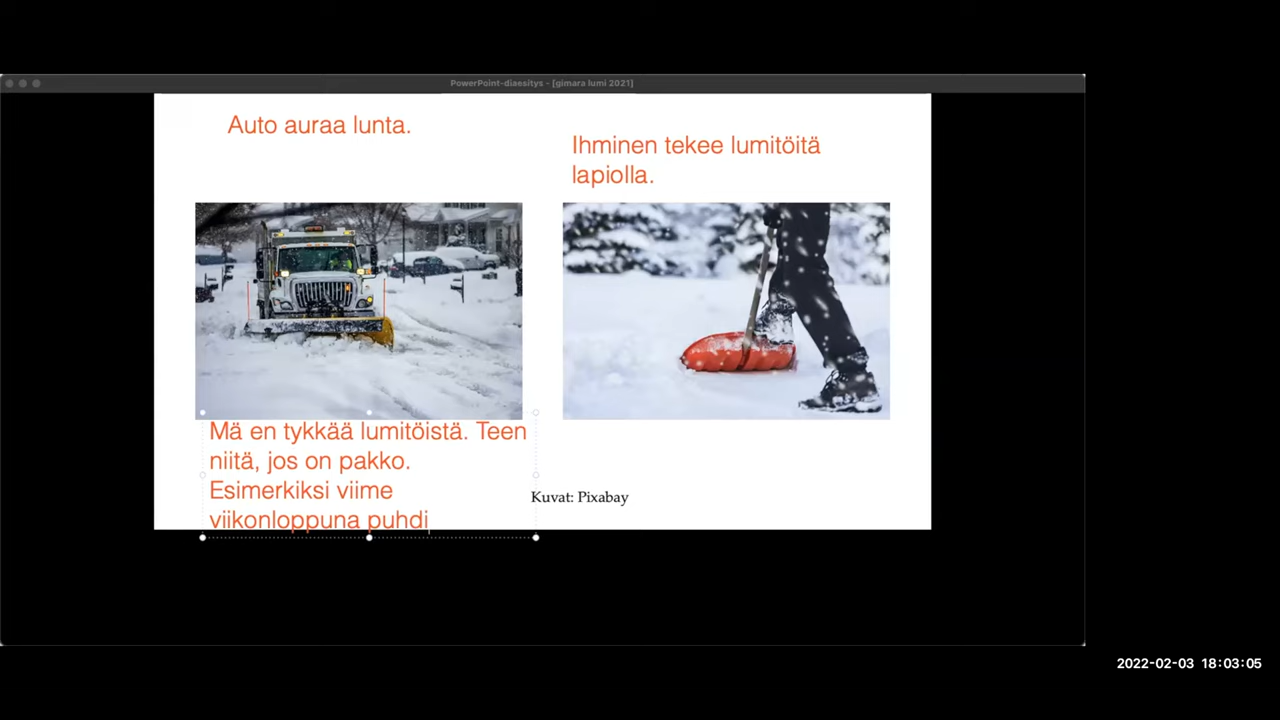 PowerPoint-diaesitys - [gimara lumi 2021]
Auto auraa lunta.
Ihminen tekee lumitöitä
lapiolla.
Mä en tykkää lumitöistä. Teen
niitä, jos on pakko.
Esimerkiksi viime
viikonloppuna puhdi
Kuvat: Pixabay
2022-02-03 18:03:05